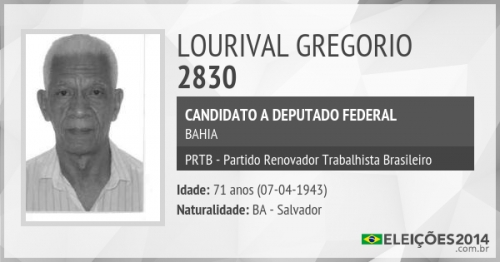 LOURIVAL GREGORIO
2830
CANDIDATO A DEPUTADO FEDERAL
BAHIA
PRTB - Partido Renovador Trabalhista Brasileiro
Idade: 71 anos (07-04-1943)
Naturalidade: BA - Salvador
ELEIÇÕES2014
.com.br